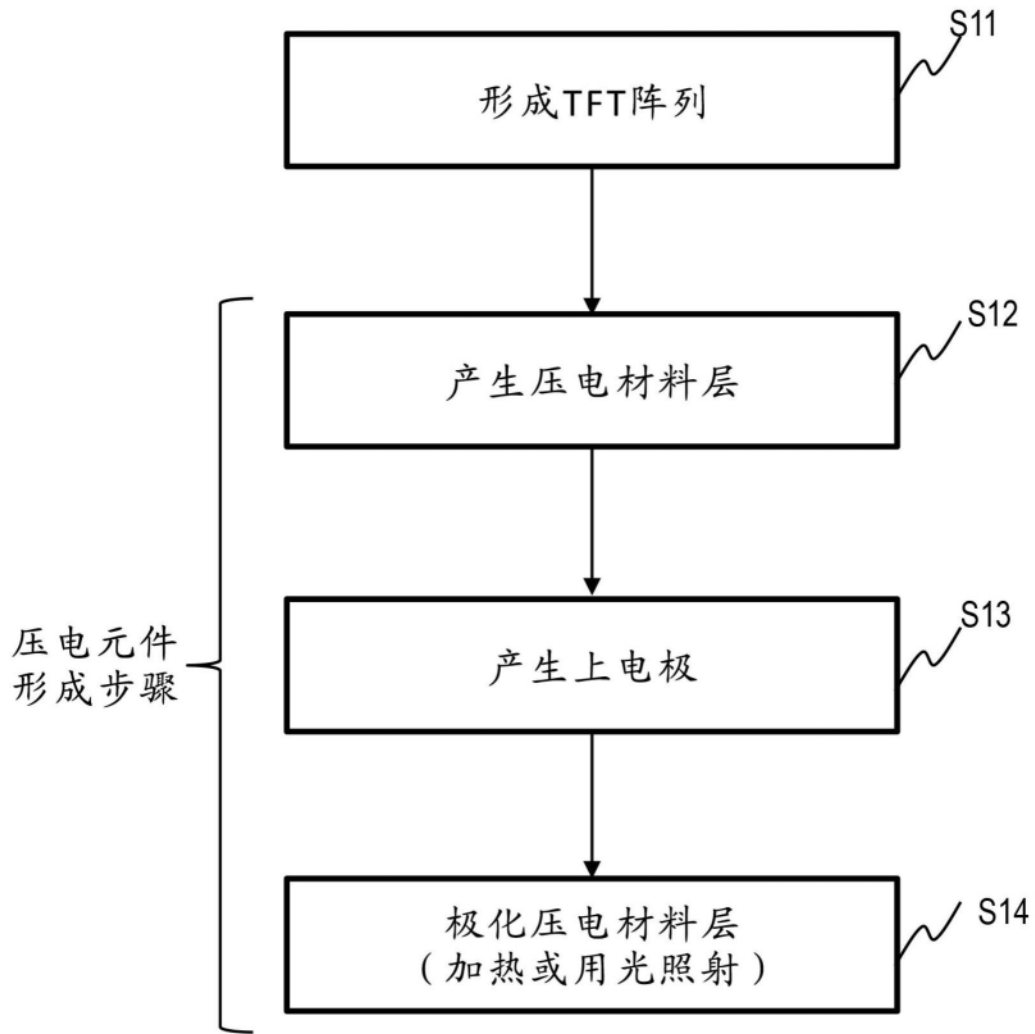 S11
形成TFT阵列
S12
产生压电材料层
S13
产生上电极
压电元件
形成步骤
S14
极化压电材料层
(加热或用光照射)